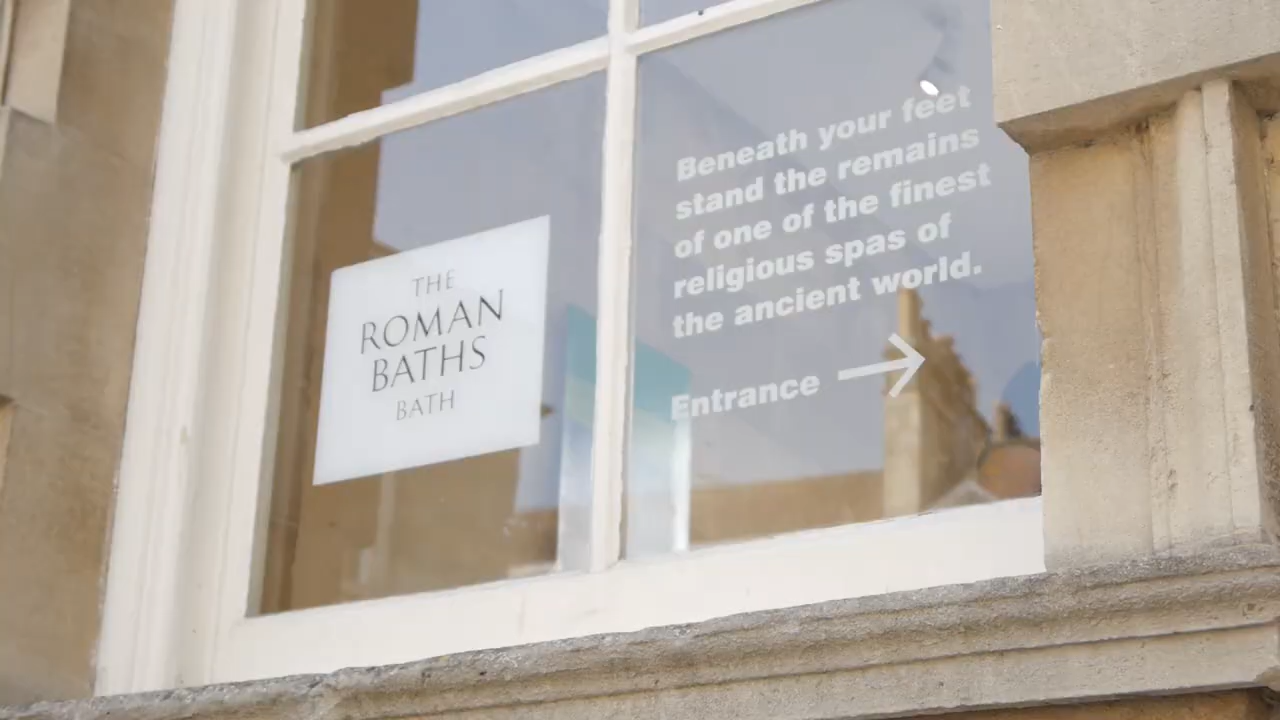 THE
ROMAN
BATHS
BATH
Beneath your feet
stand the remains
of one of the finest
religious spas of
the ancient world.
Entrance